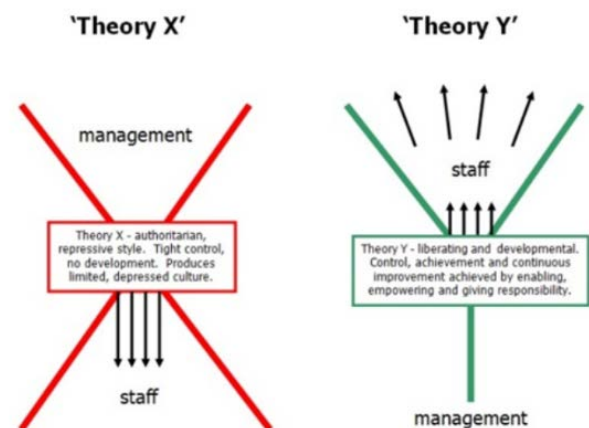 'Theory X'
management
Theory X - authoritarian,
repressive style. Tight control,
no development. Produces
limited, depressed culture.
staff
'Theory Y'
staff
Theory Y - liberating and developmental.
Control, achievement and continuous
improvement achieved by enabling,
empowering and giving responsibility.
management